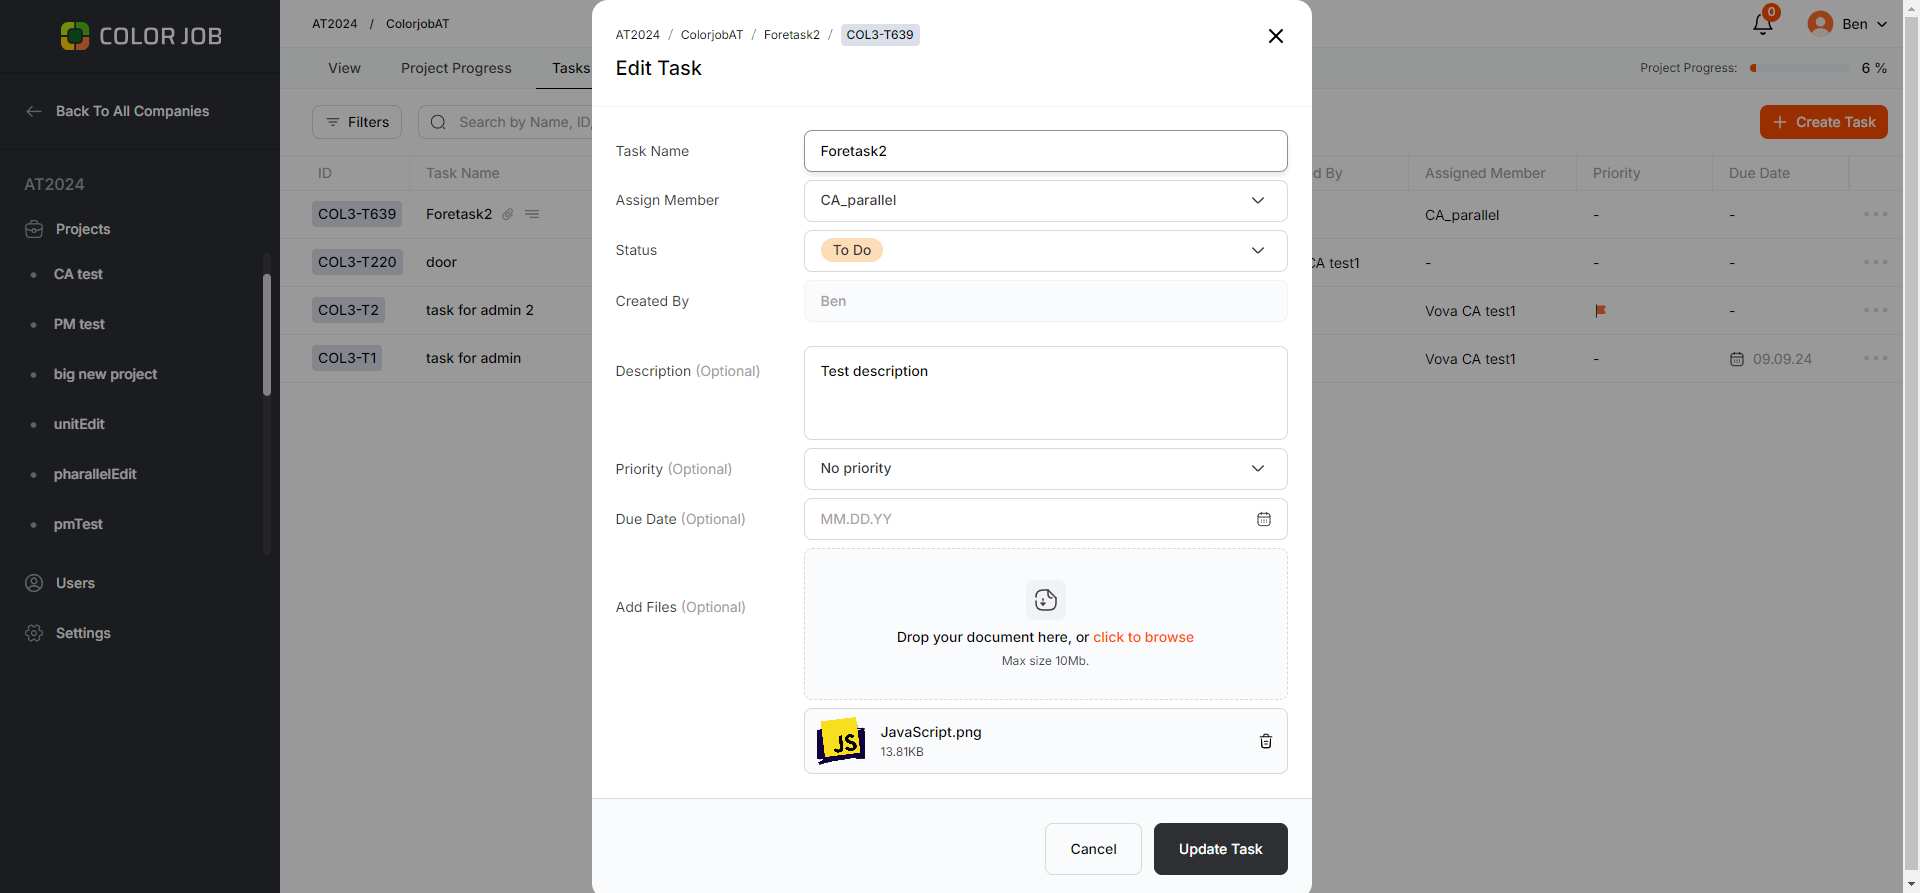 COLOR JOB
Back To All Companies
AT2024
Projects
CA test
PM test
big new project
unitEdit
pharallelEdit
pmTest
Users
Settings
AT2024 / ColorjobAT
0
Ben
View Project Progress Tasks
Project Progress: 6 %
Filters
Search by Name, ID,
Create Task
ID Task Name Assigned Member Priority Due Date
d By
COL3-T639 Foretask2 CA_parallel - -
COL3-T220 door CA test1 - - -
COL3-T2 task for admin 2 Vova CA test1 -
COL3-T1 task for admin Vova CA test1 - 09.09.24
AT2024 / ColorjobAT / Foretask2 / COL3-T639
Edit Task
Task Name Foretask2
Assign Member CA_parallel
Status To Do
Created By Ben
Description (Optional) Test description
Priority (Optional) No priority
Due Date (Optional) MM.DD.YY
Add Files (Optional)
Drop your document here, or click to browse
Max size 10Mb.
JS
JavaScript.png
13.81KB
Cancel Update Task